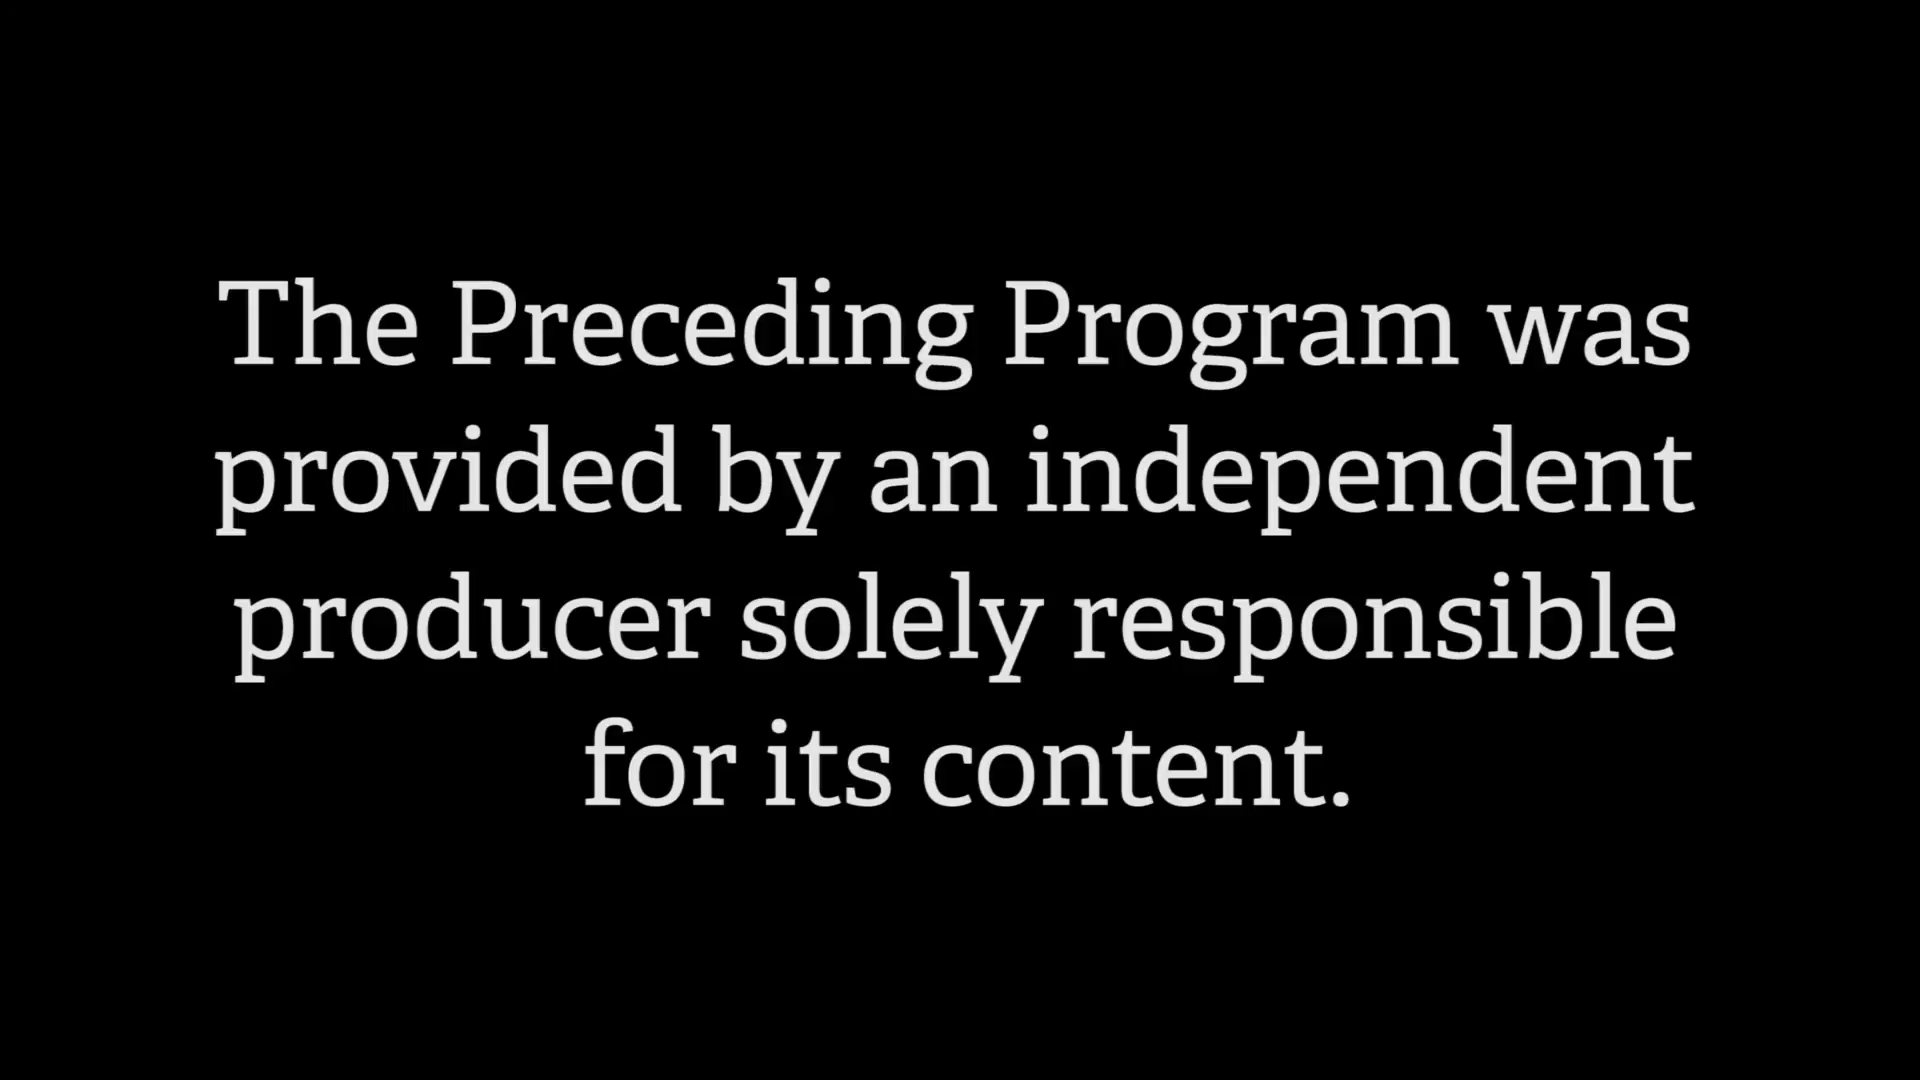 The Preceding Program was
provided by an independent
producer solely responsible
for its content.